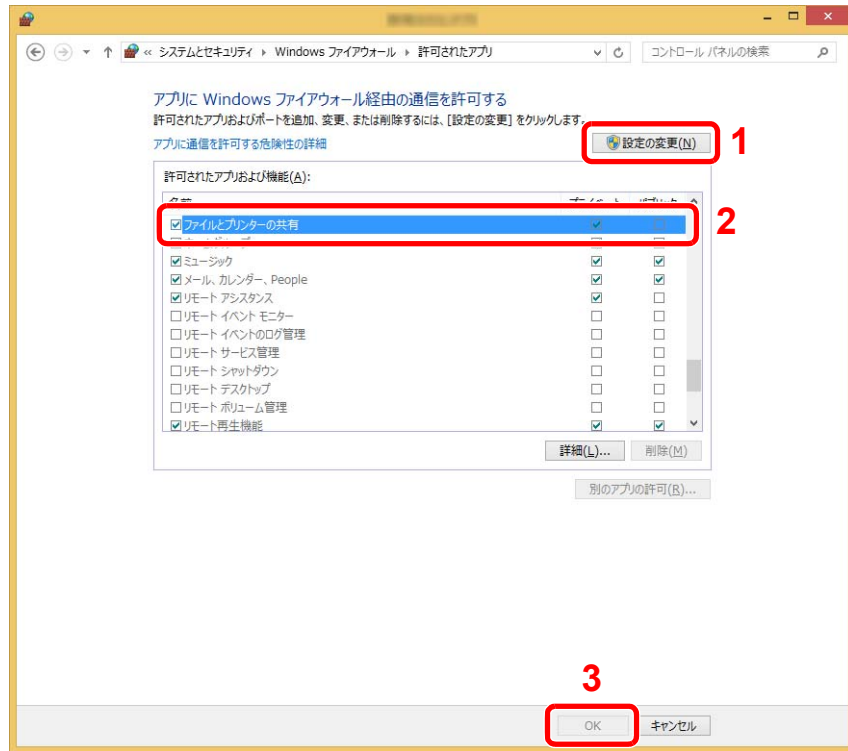 « システムとセキュリティ ▸ Windows ファイアウォール ▸ 許可されたアプリ
コントロール パネルの検索
アプリに Windows ファイアウォール経由の通信を許可する
許可されたアプリおよびポートを追加、変更、または削除するには、[設定の変更] をクリックします。
アプリに通信を許可する危険性の詳細
設定の変更(N)
1
許可されたアプリおよび機能(A):
ファイルとプリンターの共有
2
ミュージック
メール、カレンダー、People
リモート アシスタンス
リモート イベント モニター
リモート イベントのログ管理
リモート サービス管理
リモート シャットダウン
リモート デスクトップ
リモート ボリューム管理
リモート再生機能
詳細(L)... 削除(M)
別のアプリの許可(R)...
3
OK キャンセル